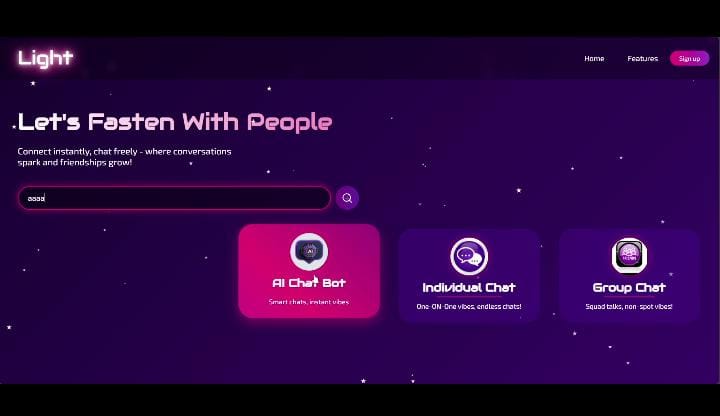 Light
Home
Features
Sign up
Let's Fasten With People
Connect instantly, chat freely - where conversations
spark and friendships grow!
aaaa
AI
AI Chat Bot
Smart chats, instant vibes
Individual Chat
One-ON-One vibes, endless chats!
Group Chat
Squad talks, non-spot vibes!